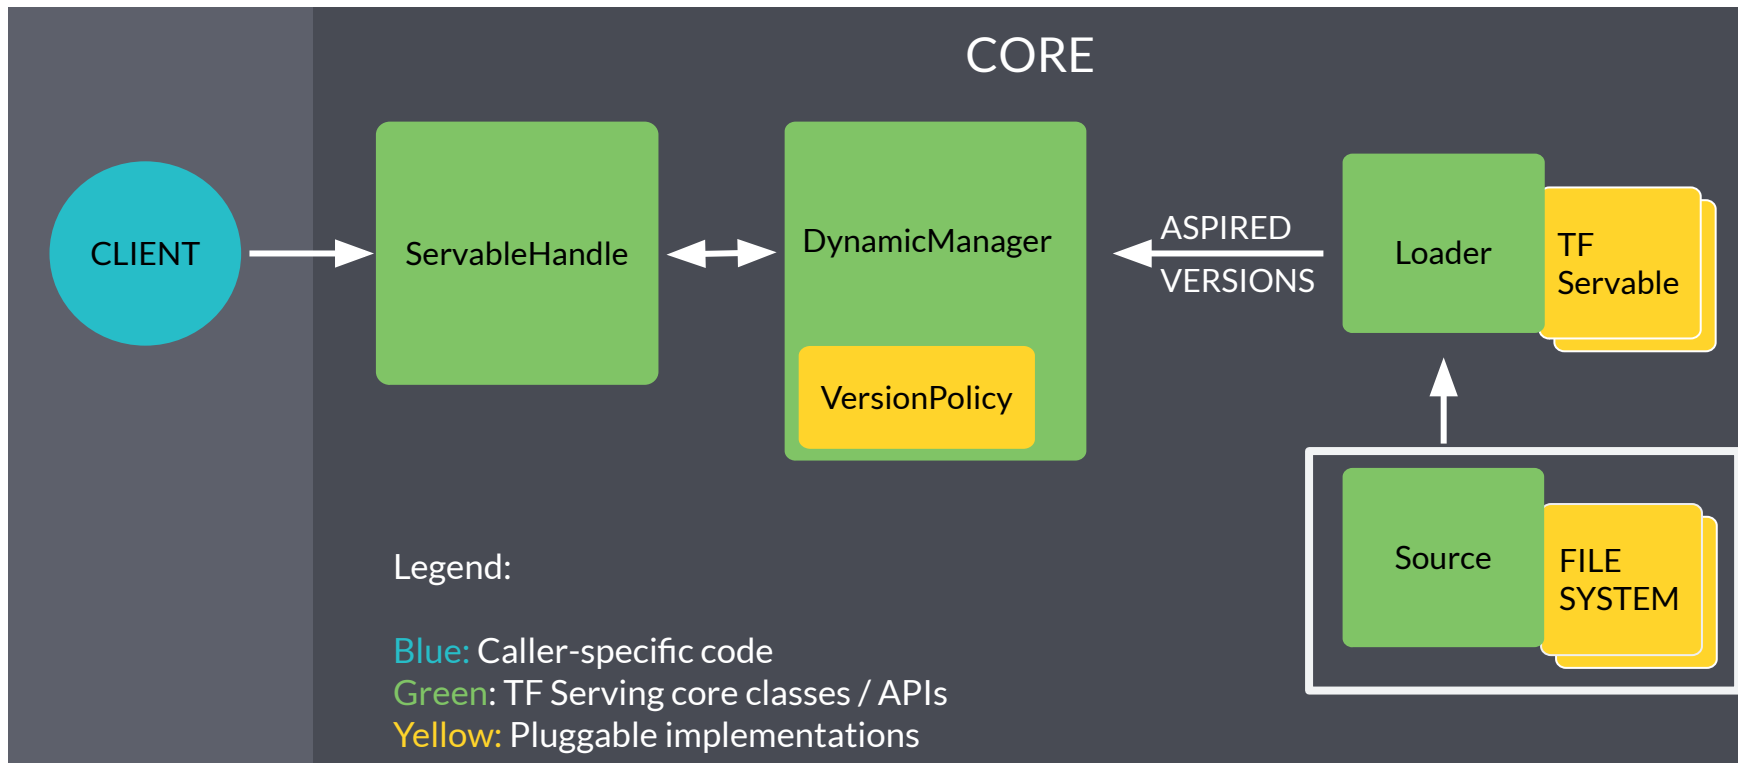 CORE
CLIENT
ServableHandle
DynamicManager
VersionPolicy
ASPIRED
VERSIONS
Loader
TF
Servable
Source
FILE
SYSTEM
Legend:
Blue: Caller-specific code
Green: TF Serving core classes / APIs
Yellow: Pluggable implementations